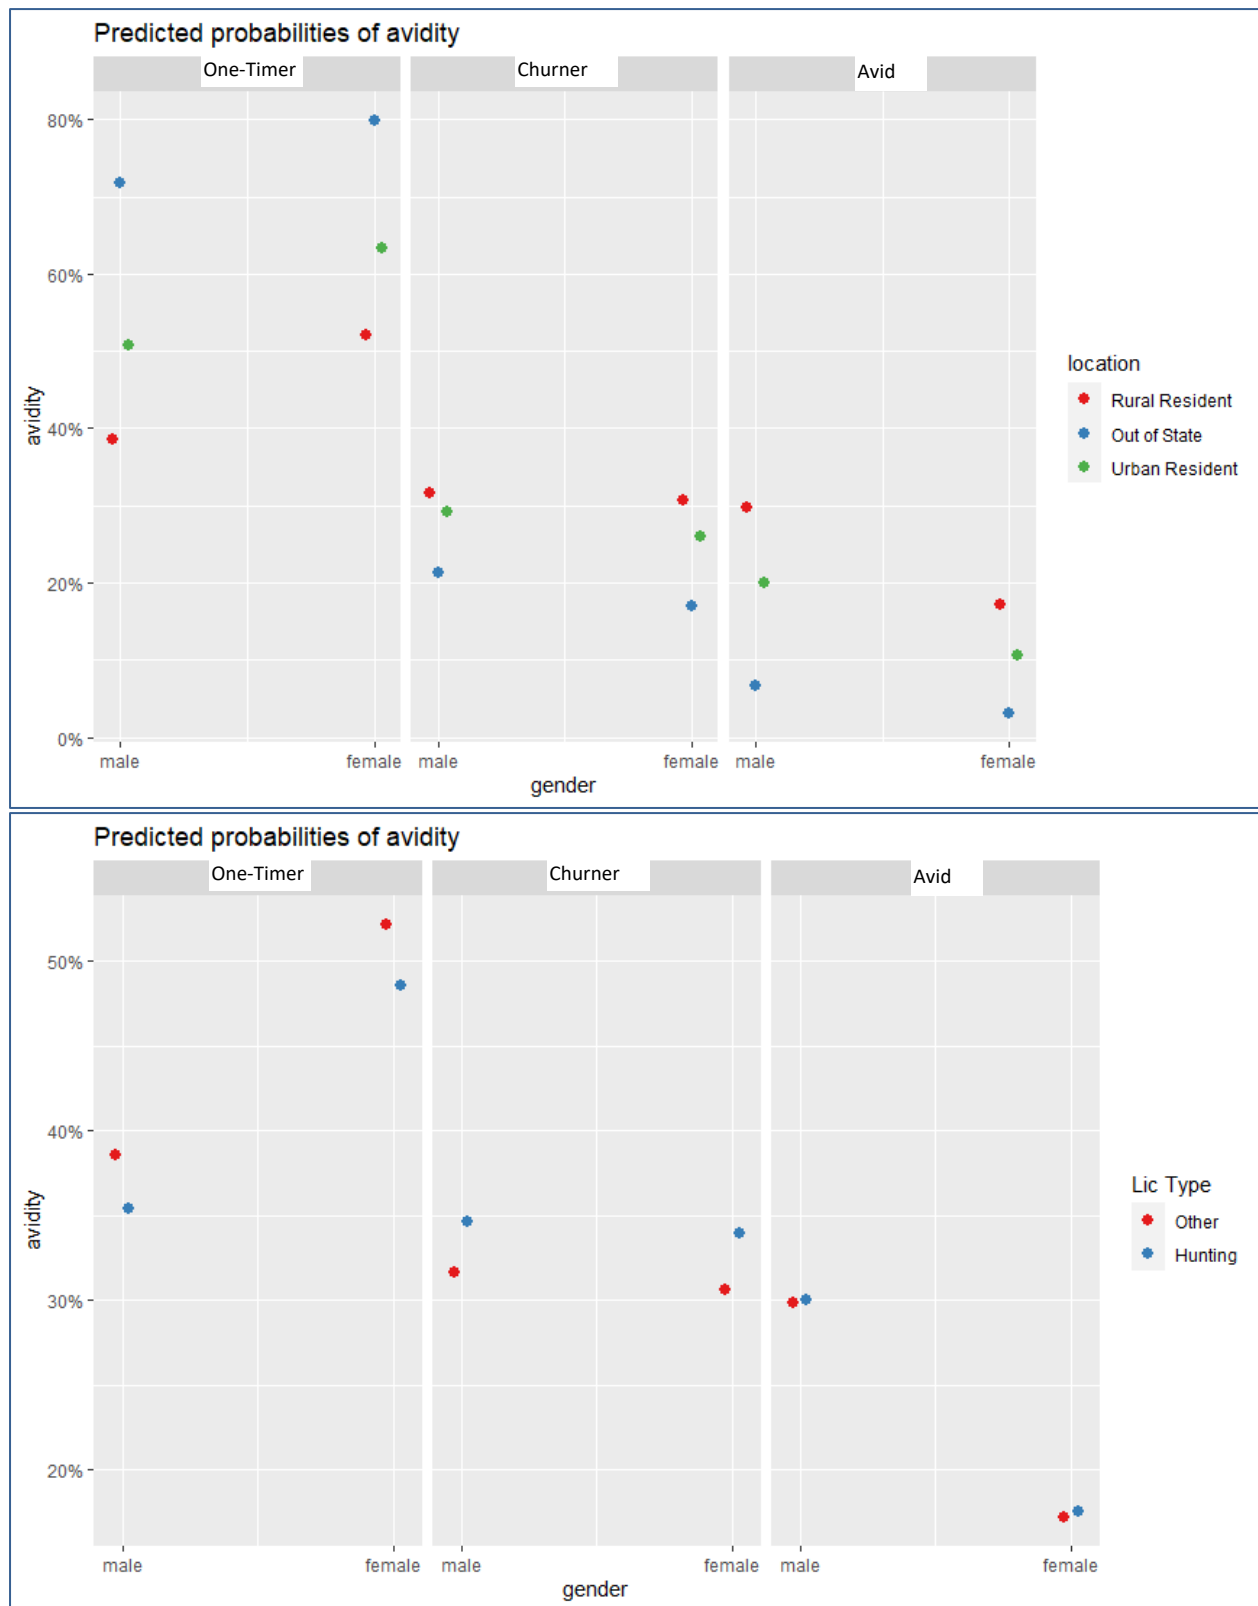 Predicted probabilities of avidity
One-Timer
Churner
Avid
80%
60%
40%
20%
0%
avidity
male
female
male
female
male
female
gender
location
Rural Resident
Out of State
Urban Resident
Predicted probabilities of avidity
One-Timer
Churner
Avid
50%
40%
30%
20%
avidity
male
female
male
female
male
female
gender
Lic Type
Other
Hunting